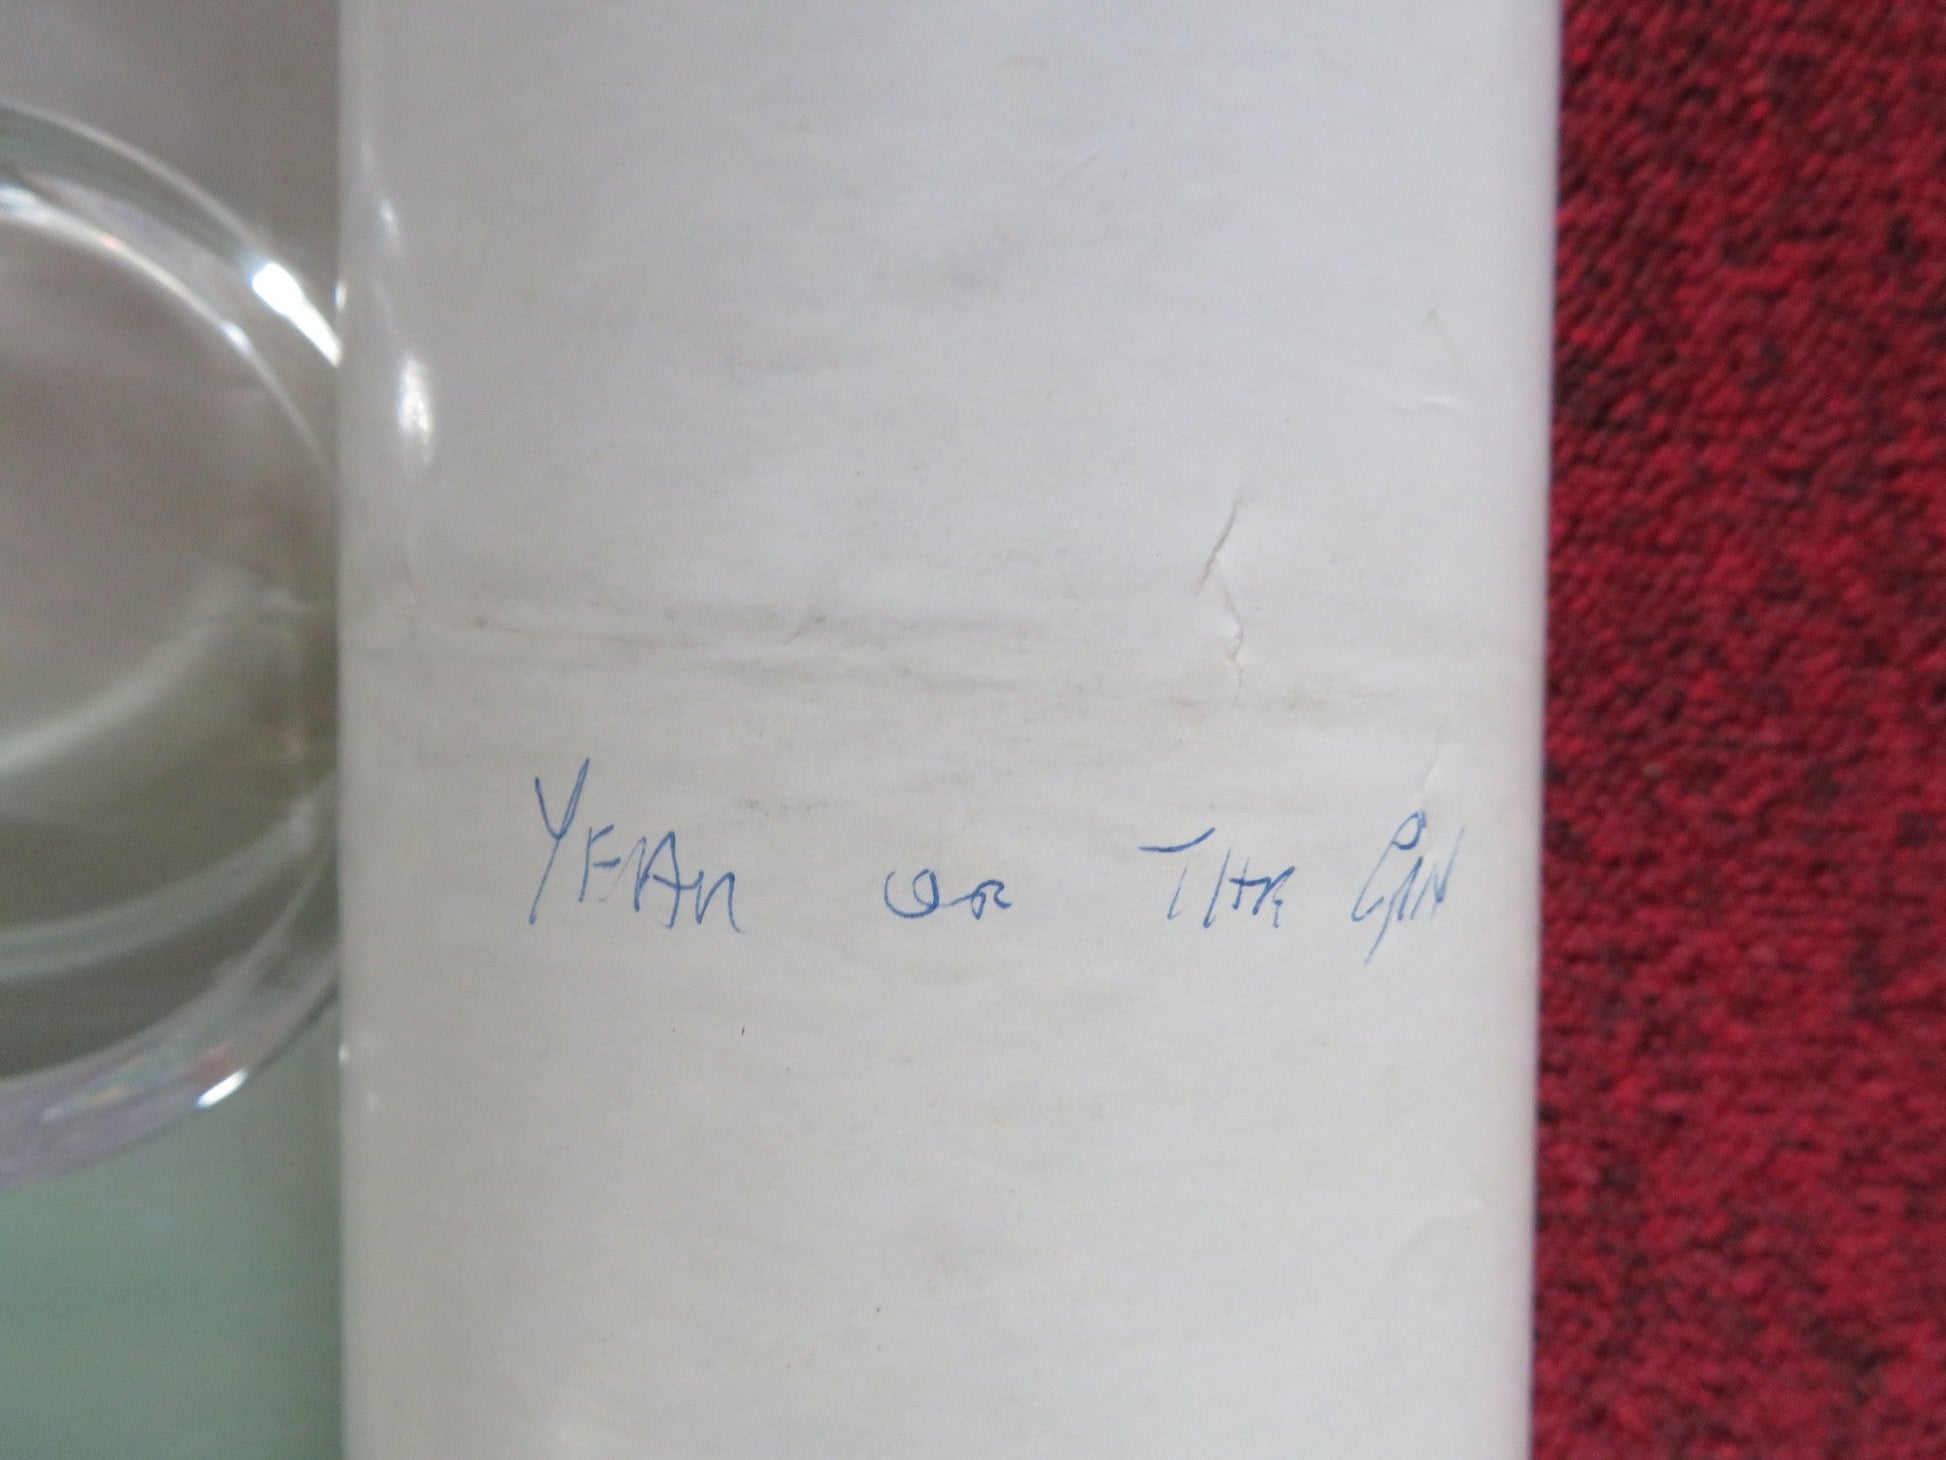 YEAR OF THE GUN